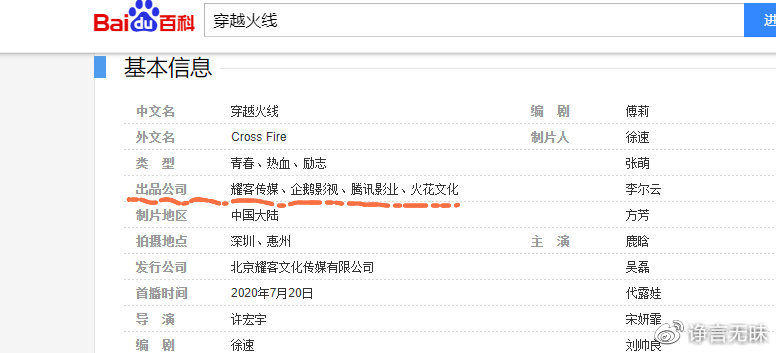 Baidu百科 穿越火线 进
基本信息
中文名 穿越火线 编 剧 傅莉
外文名 Cross Fire 制片人 徐速
类 型 青春、热血、励志 张萌
出品公司 耀客传媒、企鹅影视、腾讯影业、火花文化 李尔云
制片地区 中国大陆 方芳
拍摄地点 深圳、惠州 主 演 鹿晗
发行公司 北京耀客文化传媒有限公司 吴磊
首播时间 2020年7月20日 代露娃
导 演 许宏宇 宋妍霏
编 剧 徐速 刘帅良
@诤言无昧